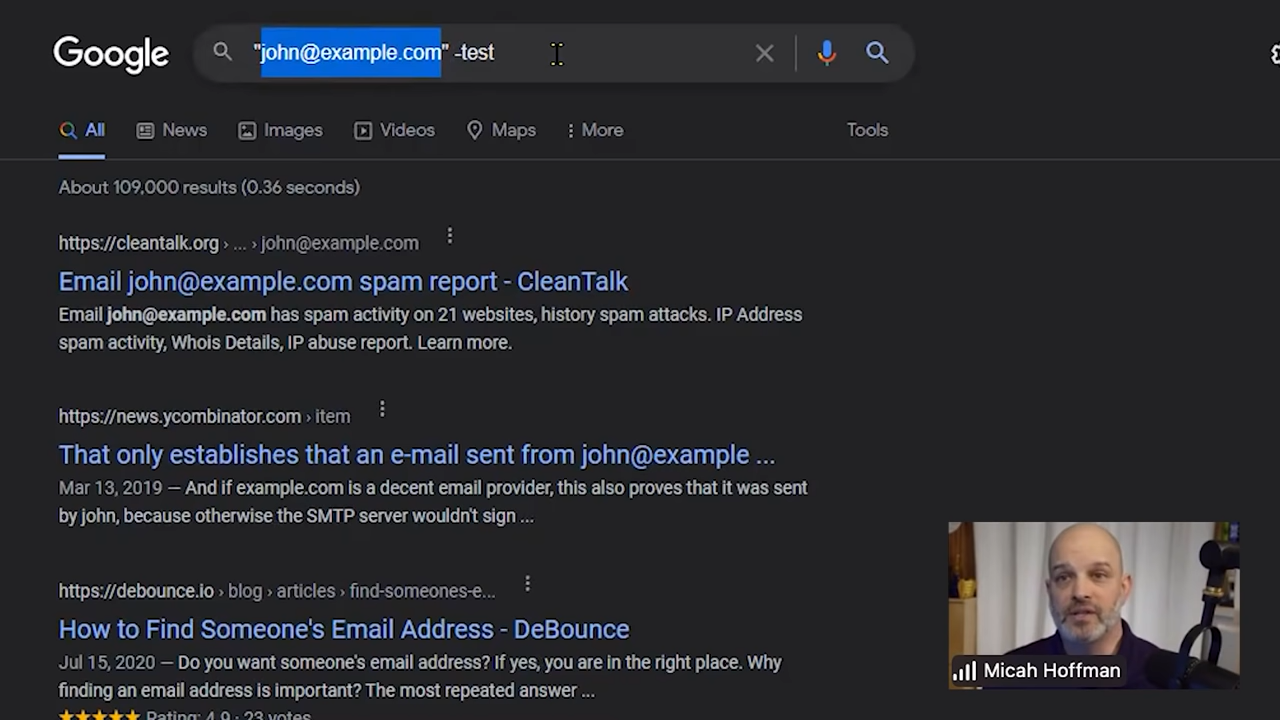 Google
"john@example.com" -test
All News Images Videos Maps More Tools
About 109,000 results (0.36 seconds)
https://cleantalk.org › ... › john@example.com
Email john@example.com spam report - CleanTalk
Email john@example.com has spam activity on 21 websites, history spam attacks. IP Address
spam activity, Whois Details, IP abuse report. Learn more.
https://news.ycombinator.com › item
That only establishes that an e-mail sent from john@example ...
Mar 13, 2019 — And if example.com is a decent email provider, this also proves that it was sent
by john, because otherwise the SMTP server wouldn't sign ...
https://debounce.io › blog › articles › find-someones-e...
How to Find Someone's Email Address - DeBounce
Jul 15, 2020 — Do you want someone's email address? If yes, you are in the right place. Why
finding an email address is important? The most repeated answer ...
Rating: 4.9 · 23 votes
Micah Hoffman